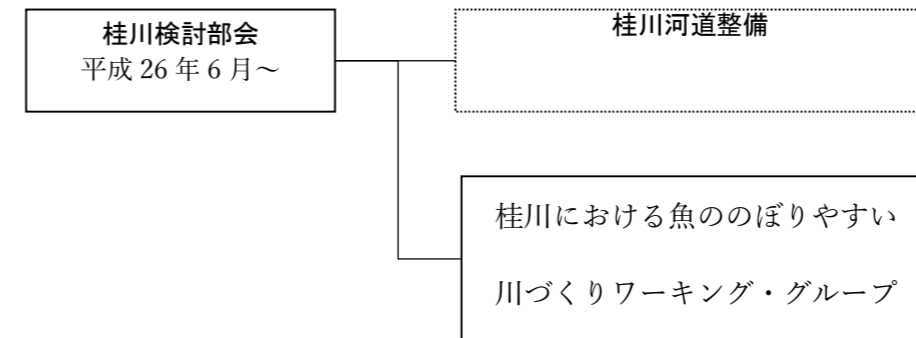 桂川検討部会
平成 26 年 6 月～
桂川河道整備
桂川における魚ののぼりやすい
川づくりワーキング・グループ